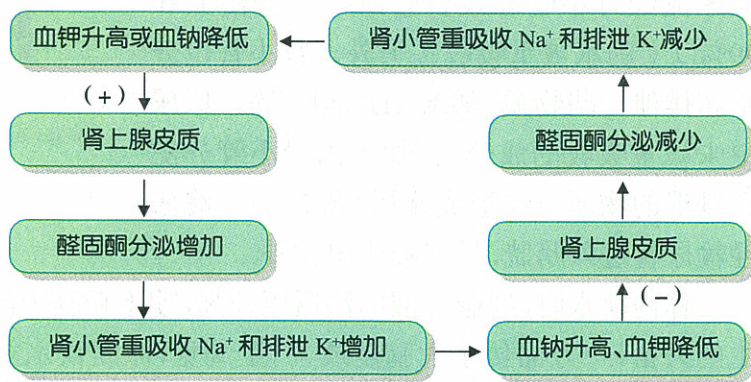 血钾升高或血钠降低
肾小管重吸收 Na⁺ 和排泄 K⁺减少
(+)
肾上腺皮质
醛固酮分泌减少
醛固酮分泌增加
肾上腺皮质
(−)
肾小管重吸收 Na⁺ 和排泄 K⁺增加
血钠升高、血钾降低